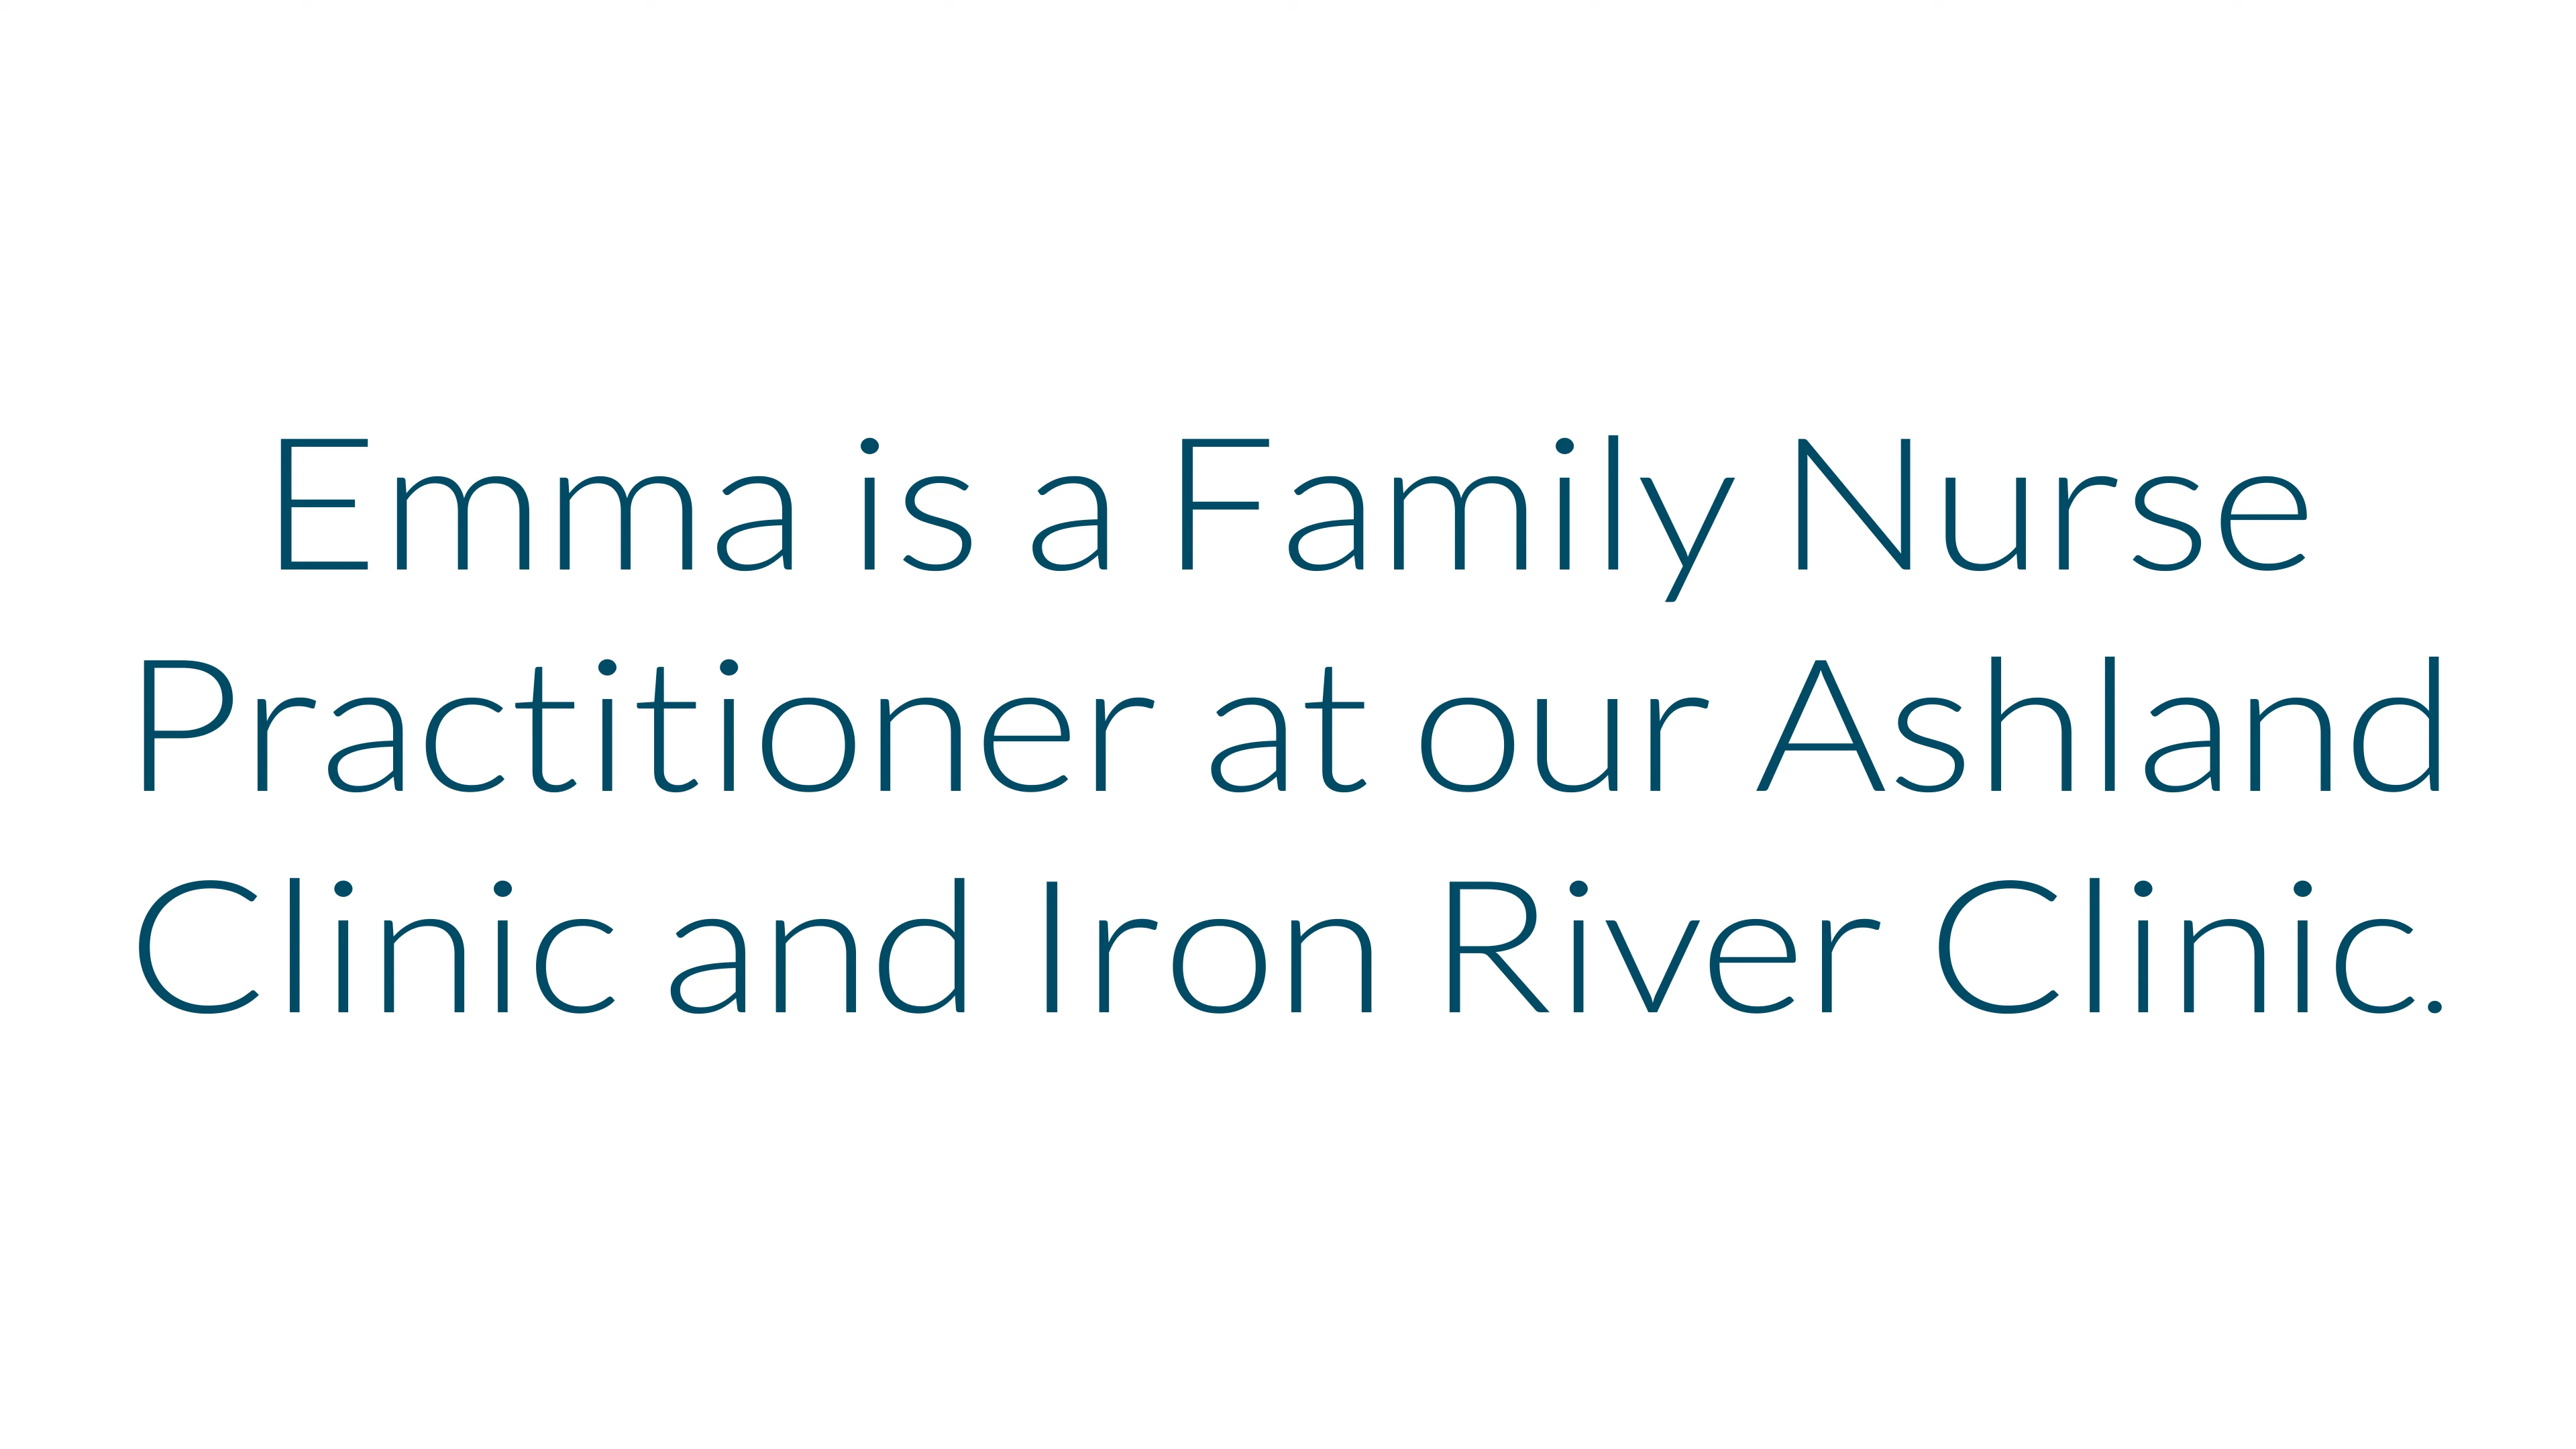 Emma is a Family Nurse
Practitioner at our Ashland
Clinic and Iron River Clinic.